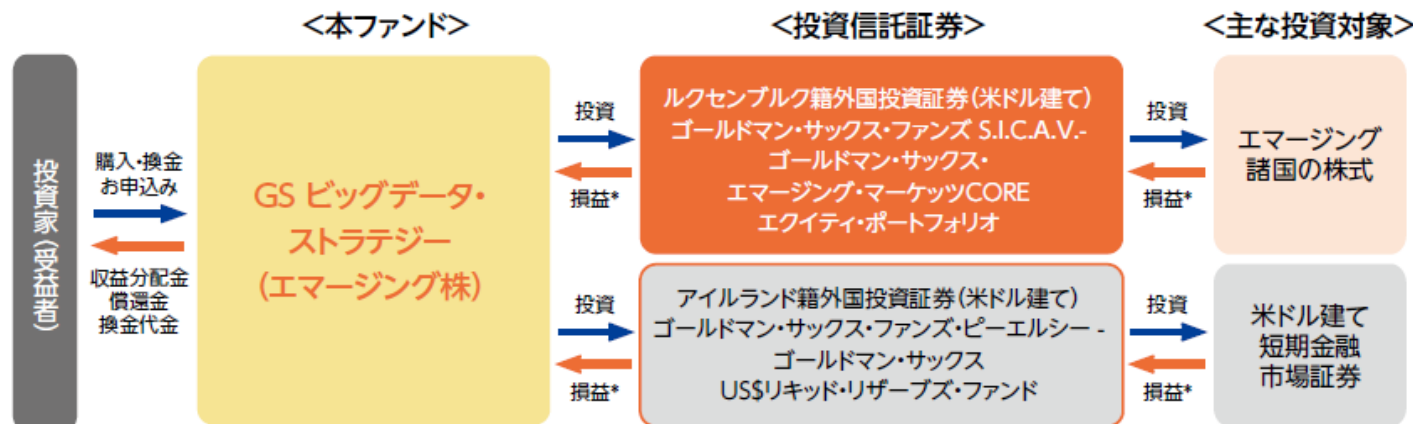 <本ファンド>
<投資信託証券>
<主な投資対象>
投資家(受益者)
購入・換金
お申込み
収益分配金
償還金
換金代金
GS ビッグデータ・
ストラテジー
(エマージング株)
投資
損益*
ルクセンブルク籍外国投資証券(米ドル建て)
ゴールドマン・サックス・ファンズ S.I.C.A.V.-
ゴールドマン・サックス・
エマージング・マーケッツCORE
エクイティ・ポートフォリオ
投資
損益*
エマージング
諸国の株式
投資
損益*
アイルランド籍外国投資証券(米ドル建て)
ゴールドマン・サックス・ファンズ・ピーエルシー -
ゴールドマン・サックス
US$リキッド・リザーブズ・ファンド
投資
損益*
米ドル建て
短期金融
市場証券